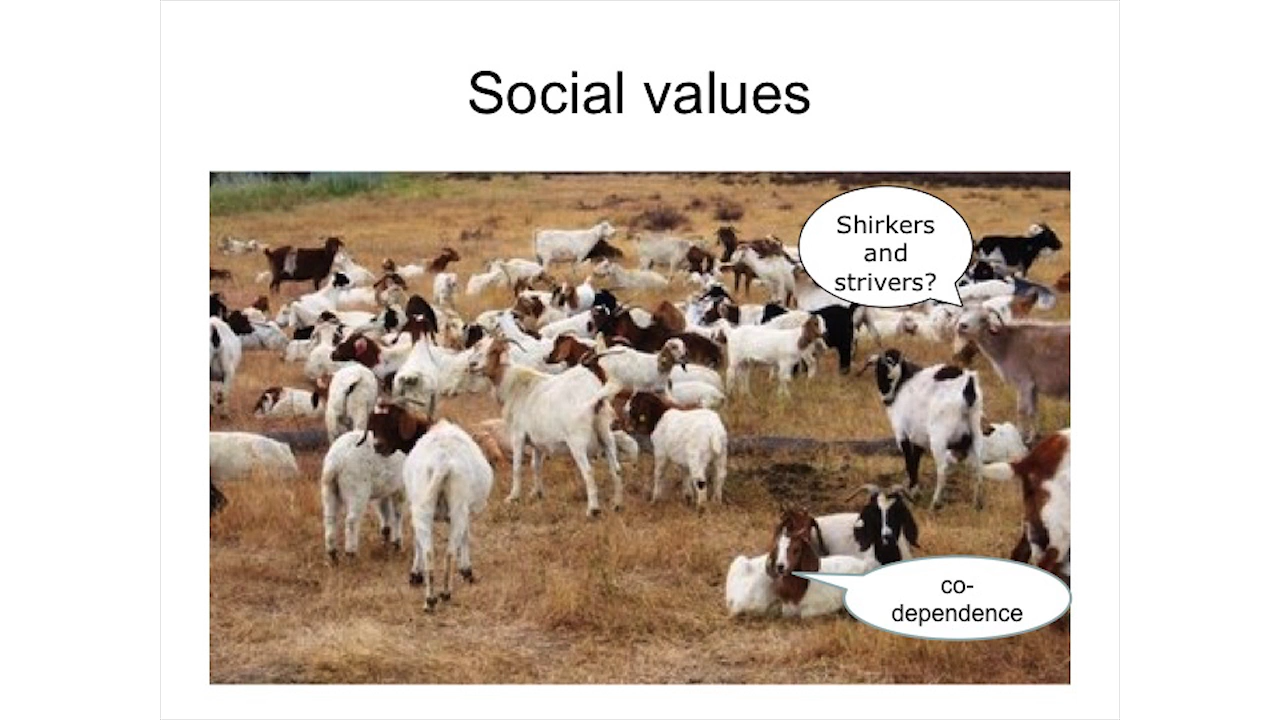 Social values
Shirkers
and
strivers?
co-
dependence